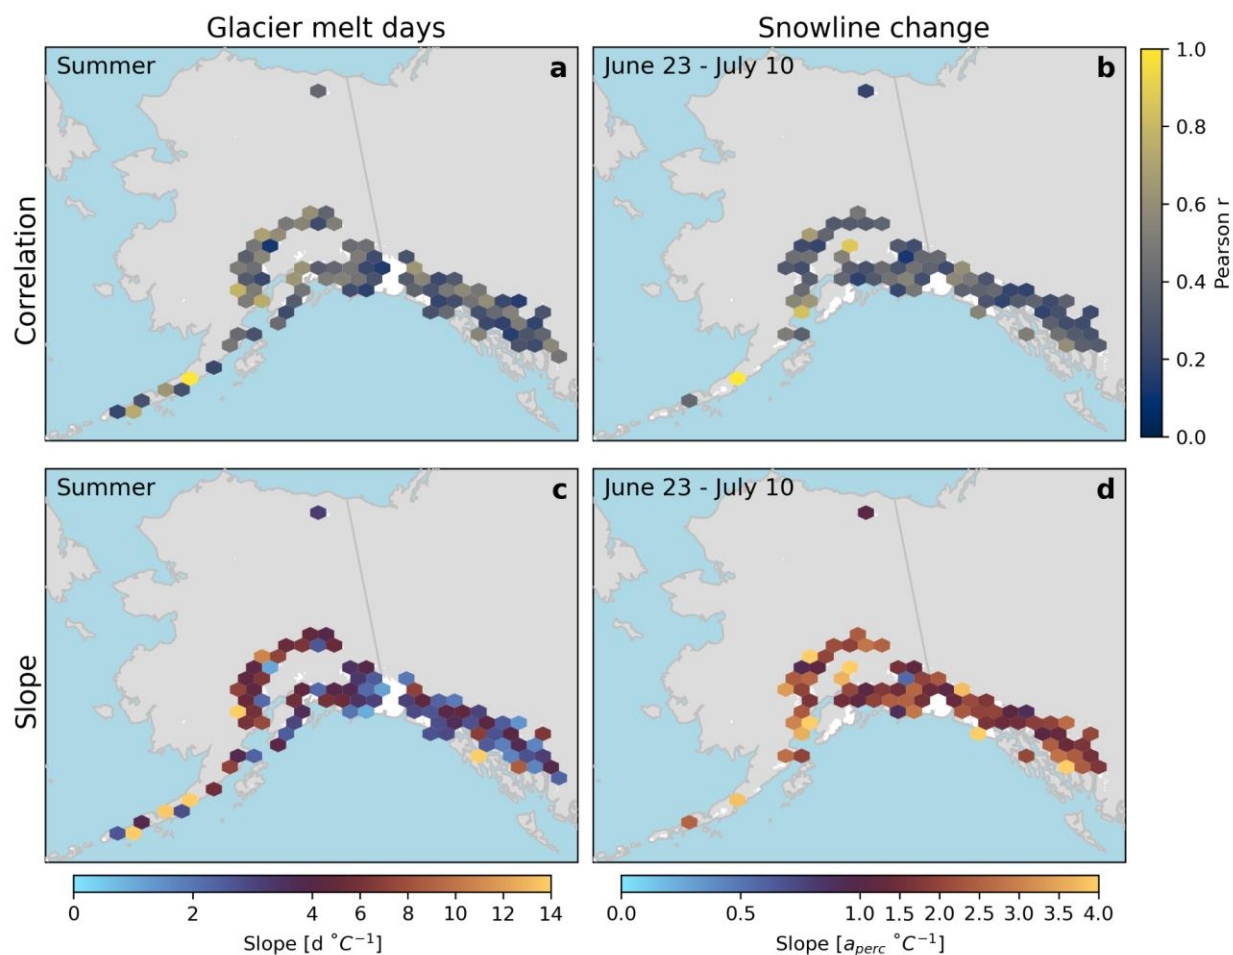 Glacier melt days
Snowline change
Summer
a
June 23 - July 10
b
1.0
0.8
0.6
0.4
0.2
0.0
Pearson r
Correlation
Summer
c
June 23 - July 10
d
Slope
0 2 4 6 8 10 12 14
Slope [d °C⁻¹]
0.0 0.5 1.0 1.5 2.0 2.5 3.0 3.5 4.0
Slope [a_perc °C⁻¹]